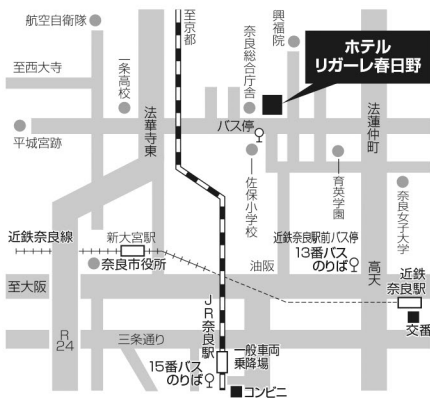 航空自衛隊
至京都
興福院
ホテル
リガーレ春日野
奈良総合庁舎
至西大寺
一条高校
法華寺東
法蓮仲町
バス停
平城宮跡
佐保小学校
育英学園
奈良女子大学
近鉄奈良線
新大宮駅
近鉄奈良駅前バス停
13番バス
のりば
奈良市役所
油阪
高天
近鉄
奈良駅
至大阪
交番
JR奈良駅
R
24
三条通り
一般車両
乗降場
15番バス
のりば
コンビニ